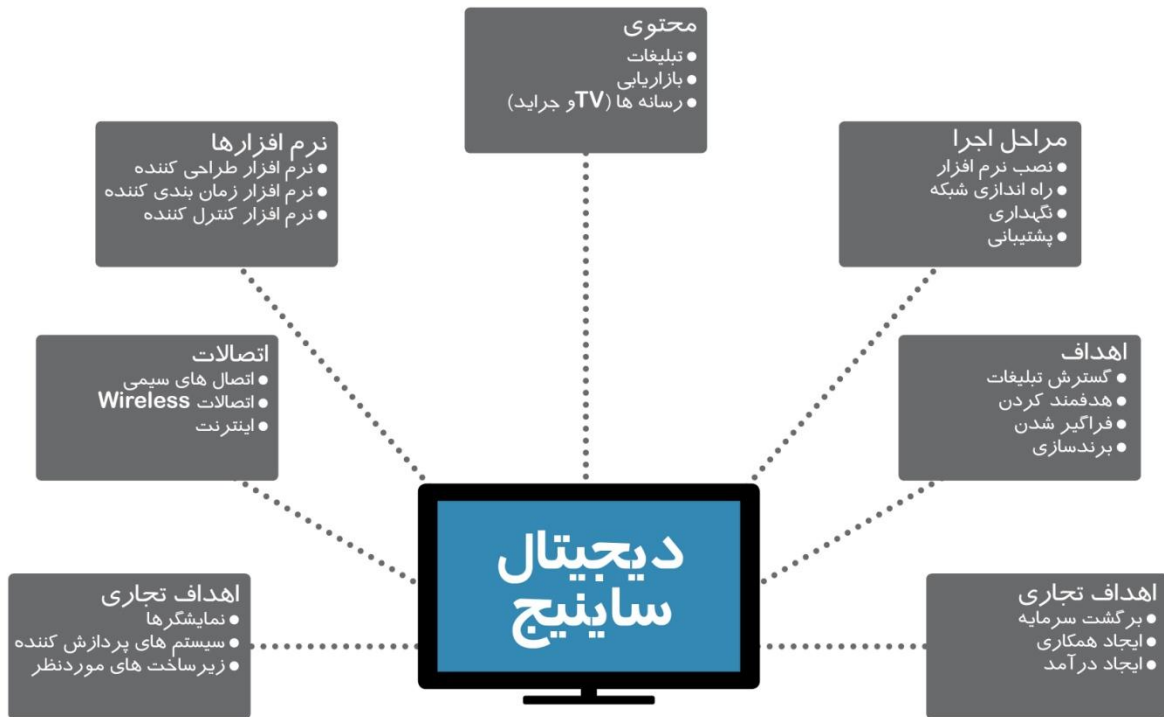 محتوی
• تبلیغات
• بازاریابی
• رسانه ها (TVو جراید)
مراحل اجرا
• نصب نرم افزار
• راه اندازی شبکه
• نگهداری
• پشتیبانی
نرم افزارها
• نرم افزار طراحی کننده
• نرم افزار زمان بندی کننده
• نرم افزار کنترل کننده
اهداف
• گسترش تبلیغات
• هدفمند کردن
• فراگیر شدن
• برندسازی
اتصالات
• اتصال های سیمی
• اتصالات Wireless
• اینترنت
دیجیتال
ساینیج
اهداف تجاری
• برگشت سرمایه
• ایجاد همکاری
• ایجاد درآمد
اهداف تجاری
• نمایشگرها
• سیستم های پردازش کننده
• زیرساخت های موردنظر